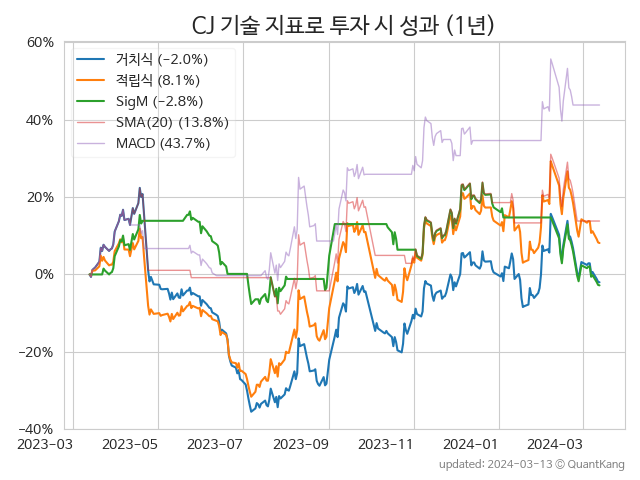 CJ 기술 지표로 투자 시 성과 (1년)
60%
40%
20%
0%
−20%
−40%
거치식 (−2.0%)
적립식 (8.1%)
SigM (−2.8%)
SMA(20) (13.8%)
MACD (43.7%)
2023-03 2023-05 2023-07 2023-09 2023-11 2024-01 2024-03
updated: 2024-03-13 ⓒ QuantKang